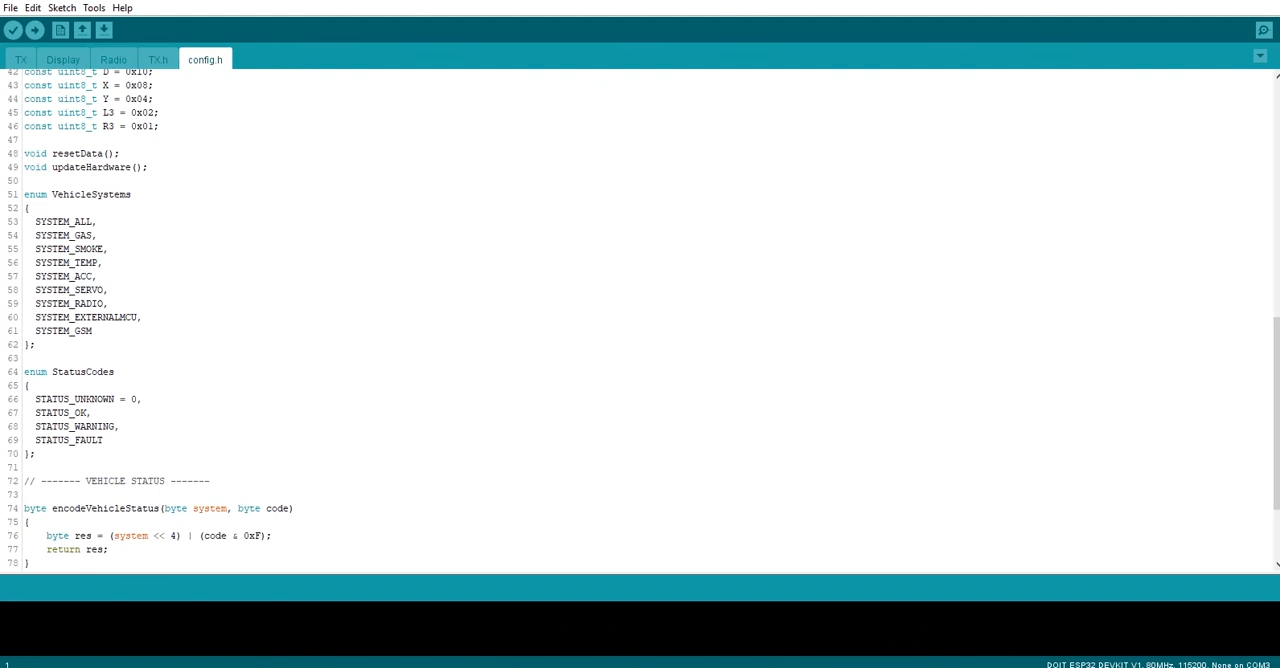 File Edit Sketch Tools Help
TX Display Radio TX.h config.h
42 const uint8_t D = 0x10;
43 const uint8_t X = 0x08;
44 const uint8_t Y = 0x04;
45 const uint8_t L3 = 0x02;
46 const uint8_t R3 = 0x01;
47
48 void resetData();
49 void updateHardware();
50
51 enum VehicleSystems
52 {
53 SYSTEM_ALL,
54 SYSTEM_GAS,
55 SYSTEM_SMOKE,
56 SYSTEM_TEMP,
57 SYSTEM_ACC,
58 SYSTEM_SERVO,
59 SYSTEM_RADIO,
60 SYSTEM_EXTERNALMCU,
61 SYSTEM_GSM
62 };
63
64 enum StatusCodes
65 {
66 STATUS_UNKNOWN = 0,
67 STATUS_OK,
68 STATUS_WARNING,
69 STATUS_FAULT
70 };
71
72 // ------- VEHICLE STATUS -------
73
74 byte encodeVehicleStatus(byte system, byte code)
75 {
76 byte res = (system << 4) | (code & 0xF);
77 return res;
78 }
1 DOIT ESP32 DEVKIT V1, 80MHz, 115200, None on COM3